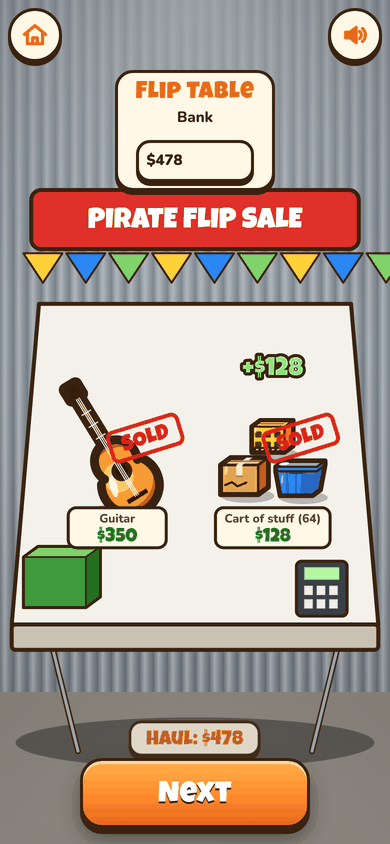 FLIP TABLE
Bank
$478
PIRATE FLIP SALE
+$128
SOLD
SOLD
Guitar
$350
Cart of stuff (64)
$128
HAUL: $478
NEXT